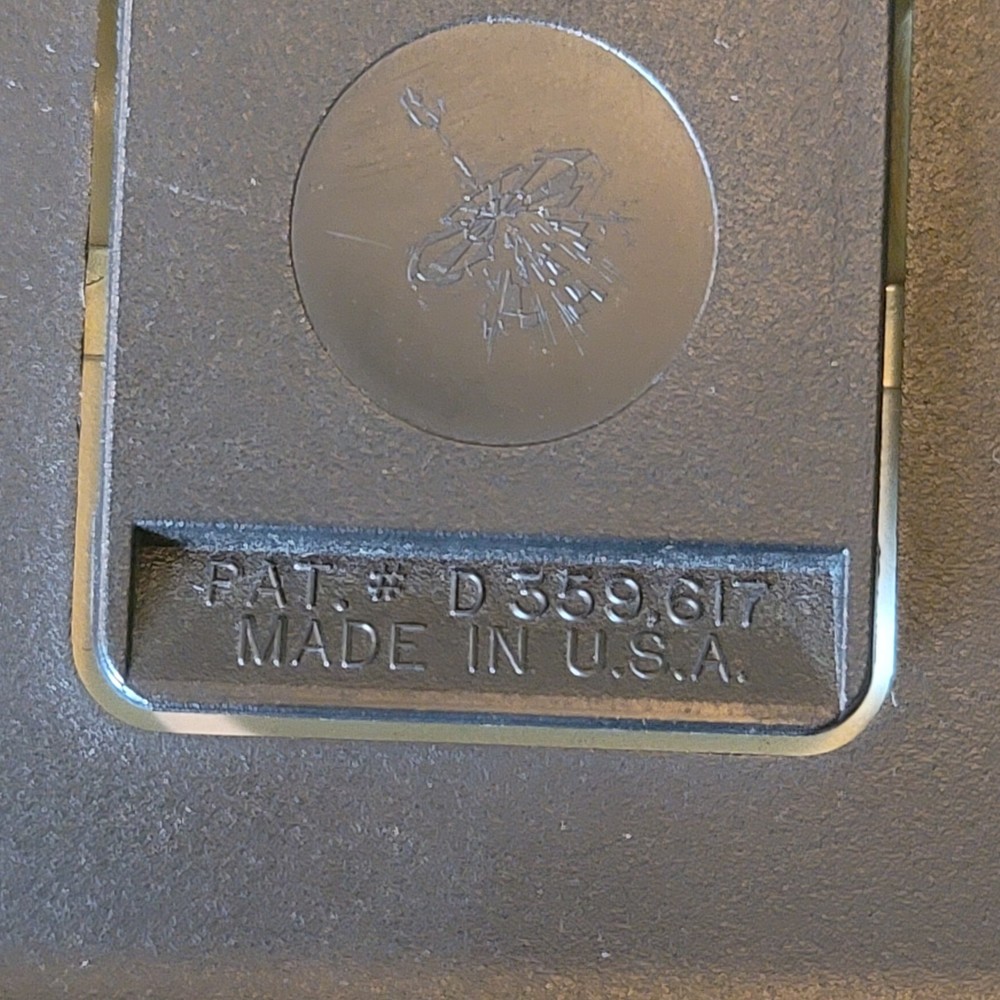 PAT. # D 359,617
MADE IN U.S.A.